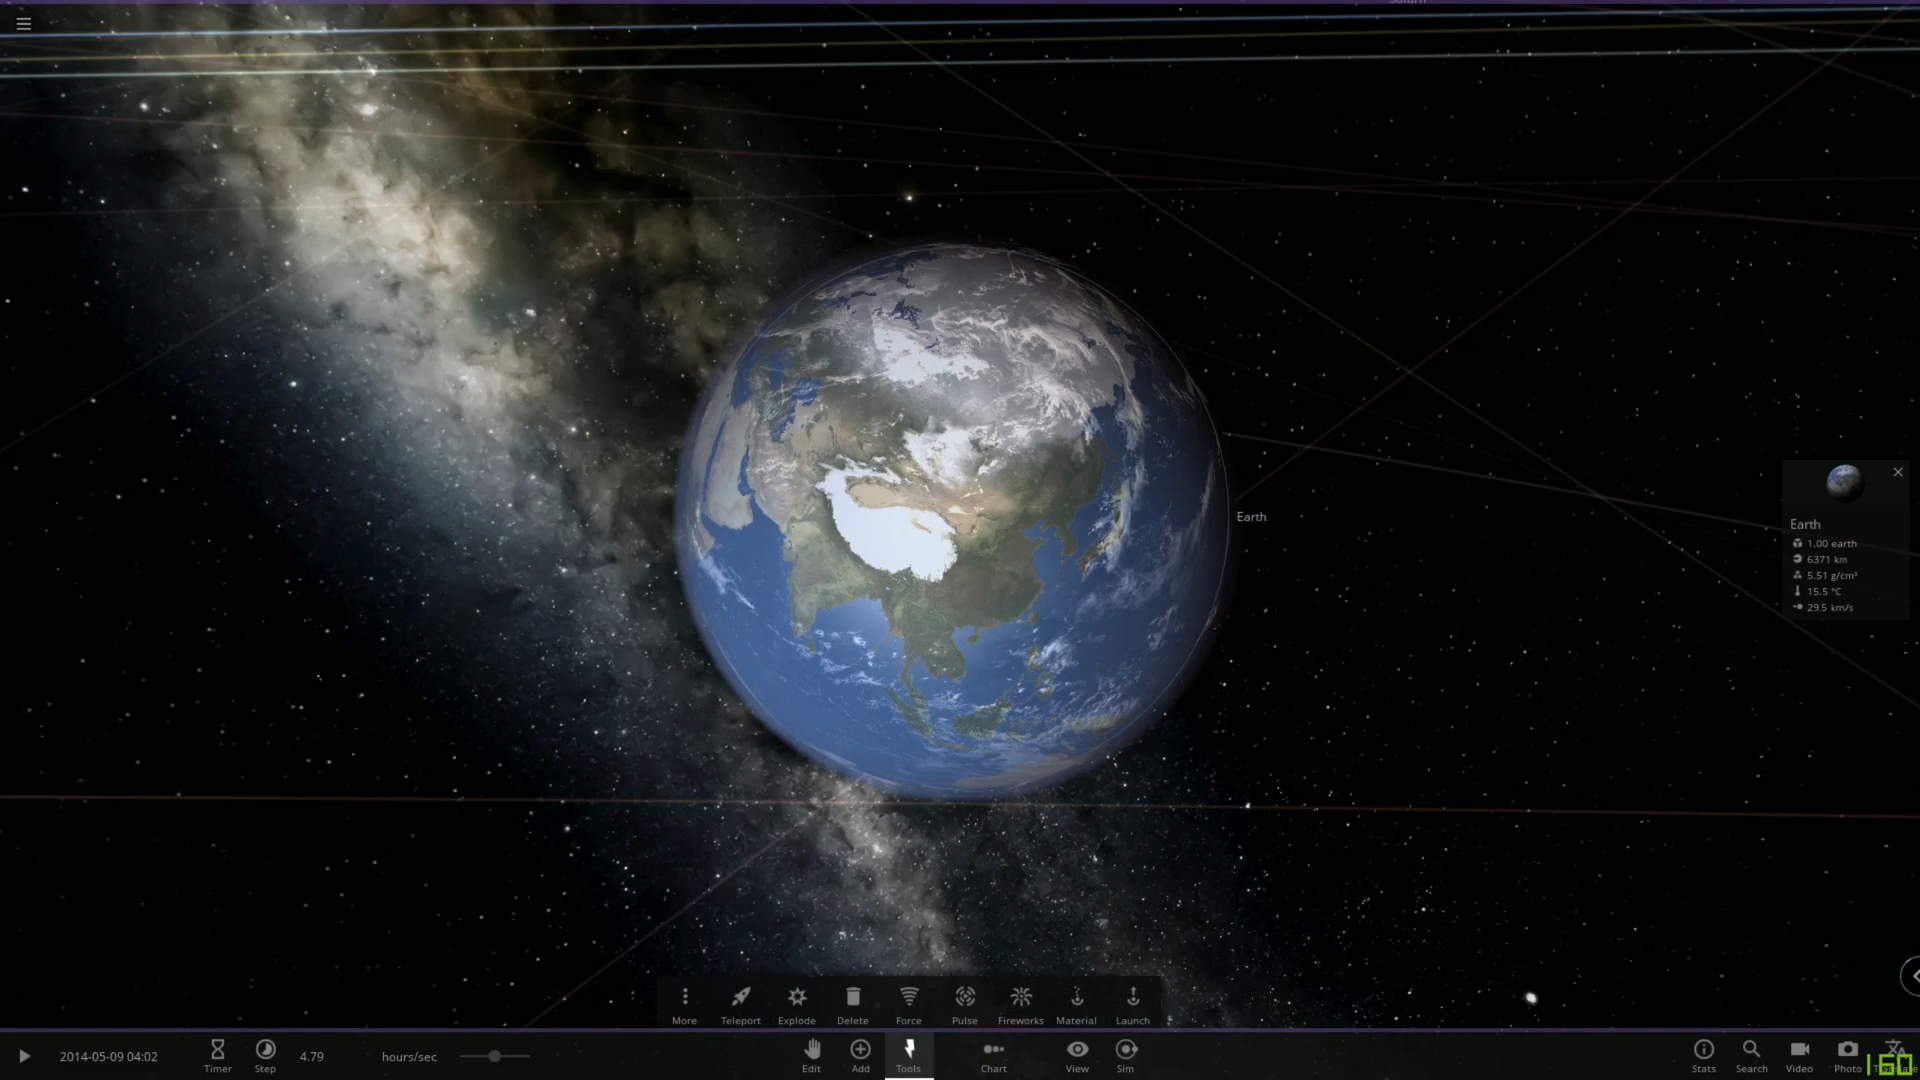 Saturn
Earth
Earth
1.00 earth
6371 km
5.51 g/cm³
15.5 °C
29.5 km/s
More
Teleport
Explode
Delete
Force
Pulse
Fireworks
Material
Launch
2014-05-09 04:02
Timer
Step
4.79
hours/sec
Edit
Add
Tools
Chart
View
Sim
Stats
Search
Video
Photo
160